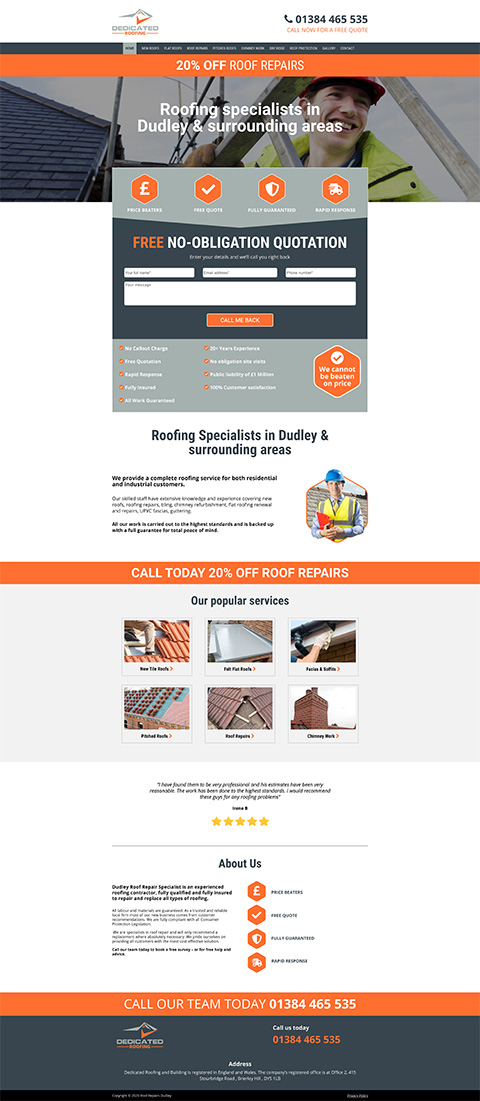 DEDICATED
ROOFING
01384 465 535
CALL NOW FOR A FREE QUOTE
HOME NEW ROOFS FLAT ROOFS ROOF REPAIRS PITCHED ROOFS CHIMNEY WORK DRY RIDGE ROOF PROTECTION GALLERY CONTACT
20% OFF ROOF REPAIRS
Roofing specialists in
Dudley & surrounding areas
PRICE BEATERS FREE QUOTE FULLY GUARANTEED RAPID RESPONSE
FREE NO-OBLIGATION QUOTATION
Enter your details and we'll call you right back
Your full name* Email address* Phone number*
Your message
CALL ME BACK
No Callout Charge
Free Quotation
Rapid Response
Fully Insured
All Work Guaranteed
20+ Years Experience
No obligation site visits
Public liability of £1 Million
100% Customer satisfaction
We cannot
be beaten
on price
Roofing Specialists in Dudley &
surrounding areas
We provide a complete roofing service for both residential
and industrial customers.
Our skilled staff have extensive knowledge and experience covering new
roofs, roofing repairs, tiling, chimney refurbishment, flat roofing renewal
and repairs, UPVC fascias, guttering.
All our work is carried out to the highest standards and is backed up
with a full guarantee for total peace of mind.
CALL TODAY 20% OFF ROOF REPAIRS
Our popular services
New Tile Roofs Felt Flat Roofs Facias & Soffits
Pitched Roofs Roof Repairs Chimney Work
"I have found them to be very professional and his estimates have been very
reasonable. The work has been done to the highest standards. I would recommend
these guys for any roofing problems"
Irena B
About Us
Dudley Roof Repair Specialist is an experienced
roofing contractor, fully qualified and fully insured
to repair and replace all types of roofing.
All labour and materials are guaranteed. As a trusted and reliable
local firm most of our new business comes from customer
recommendations. We are fully compliant with all Consumer
Protection Legislation.
We are specialists in roof repair and will only recommend a
replacement where absolutely necessary. We pride ourselves on
providing all customers with the most cost effective solution.
Call our team today to book a free survey – or for free help and
advice.
PRICE BEATERS
FREE QUOTE
FULLY GUARANTEED
RAPID RESPONSE
CALL OUR TEAM TODAY 01384 465 535
DEDICATED
ROOFING
Call us today
01384 465 535
Address
Dedicated Roofing and Building is registered in England and Wales. The company's registered office is at Office 2, 415
Stourbridge Road, Brierley Hill, DY5 1LB
Copyright © 2025 Roof Repairs Dudley
Privacy Policy